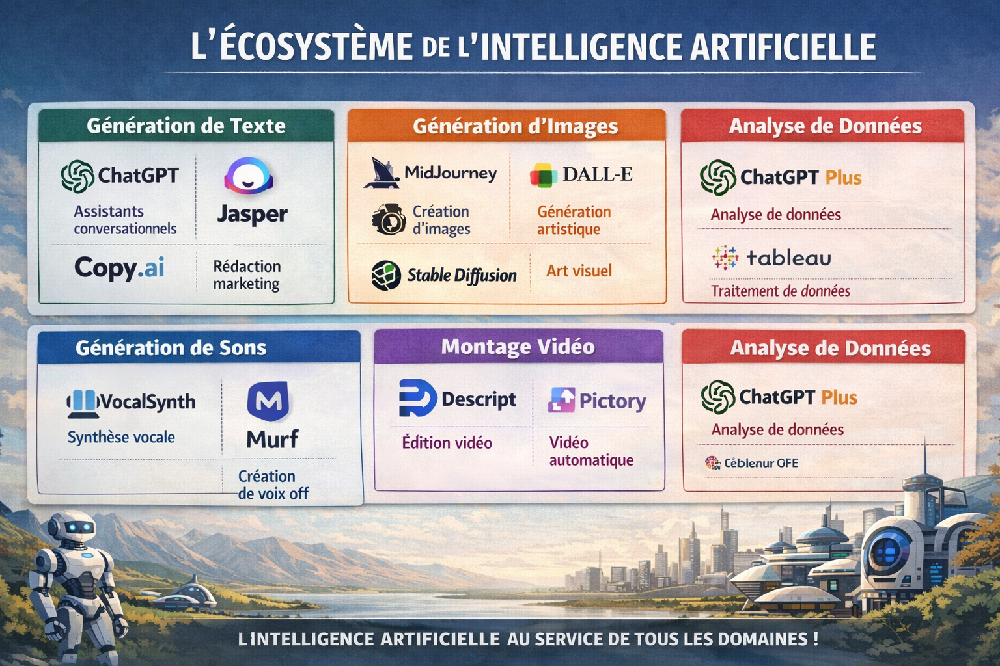 L'ÉCOSYSTÈME DE L'INTELLIGENCE ARTIFICIELLE
Génération de Texte
ChatGPT
Assistants
conversationnels
Jasper
Copy.ai
Rédaction
marketing
Génération d'Images
MidJourney
Création
d'images
DALL-E
Génération
artistique
Stable Diffusion
Art visuel
Analyse de Données
ChatGPT Plus
Analyse de données
tableau
Traitement de données
Génération de Sons
VocalSynth
Synthèse vocale
Murf
Création
de voix off
Montage Vidéo
Descript
Édition vidéo
Pictory
Vidéo
automatique
Analyse de Données
ChatGPT Plus
Analyse de données
Céblenur GFE
L'INTELLIGENCE ARTIFICIELLE AU SERVICE DE TOUS LES DOMAINES !